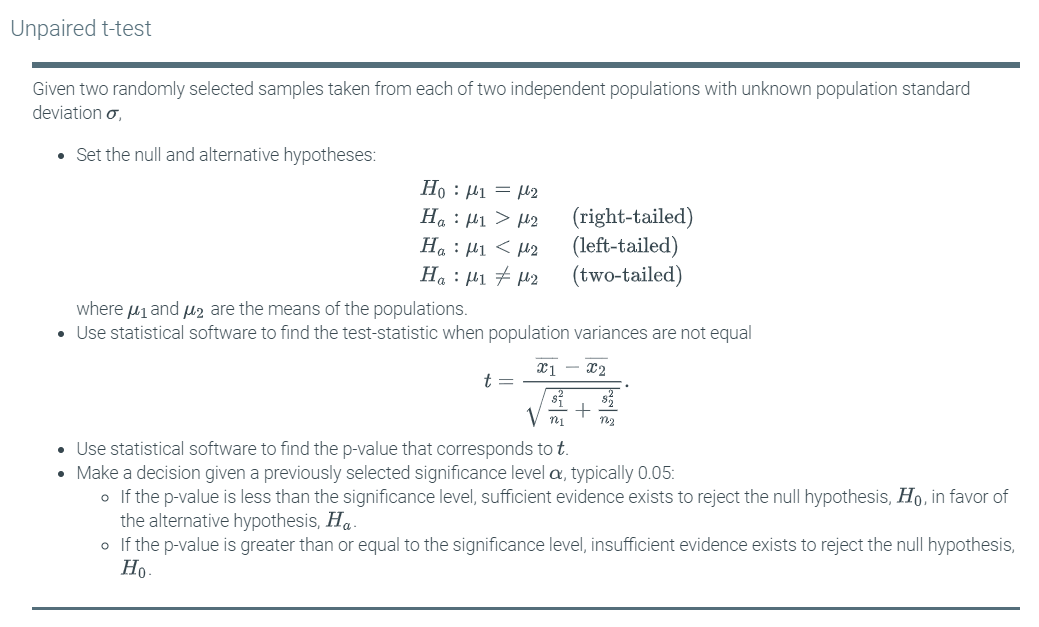 Unpaired t-test
Given two randomly selected samples taken from each of two independent populations with unknown population standard
deviation σ,
• Set the null and alternative hypotheses:
H₀ : μ₁ = μ₂
Hₐ : μ₁ > μ₂ (right-tailed)
Hₐ : μ₁ < μ₂ (left-tailed)
Hₐ : μ₁ ≠ μ₂ (two-tailed)
where μ₁ and μ₂ are the means of the populations.
• Use statistical software to find the test-statistic when population variances are not equal
t = (x̄₁ − x̄₂) / √(s₁²/n₁ + s₂²/n₂).
• Use statistical software to find the p-value that corresponds to t.
• Make a decision given a previously selected significance level α, typically 0.05:
◦ If the p-value is less than the significance level, sufficient evidence exists to reject the null hypothesis, H₀, in favor of
the alternative hypothesis, Hₐ.
◦ If the p-value is greater than or equal to the significance level, insufficient evidence exists to reject the null hypothesis,
H₀.